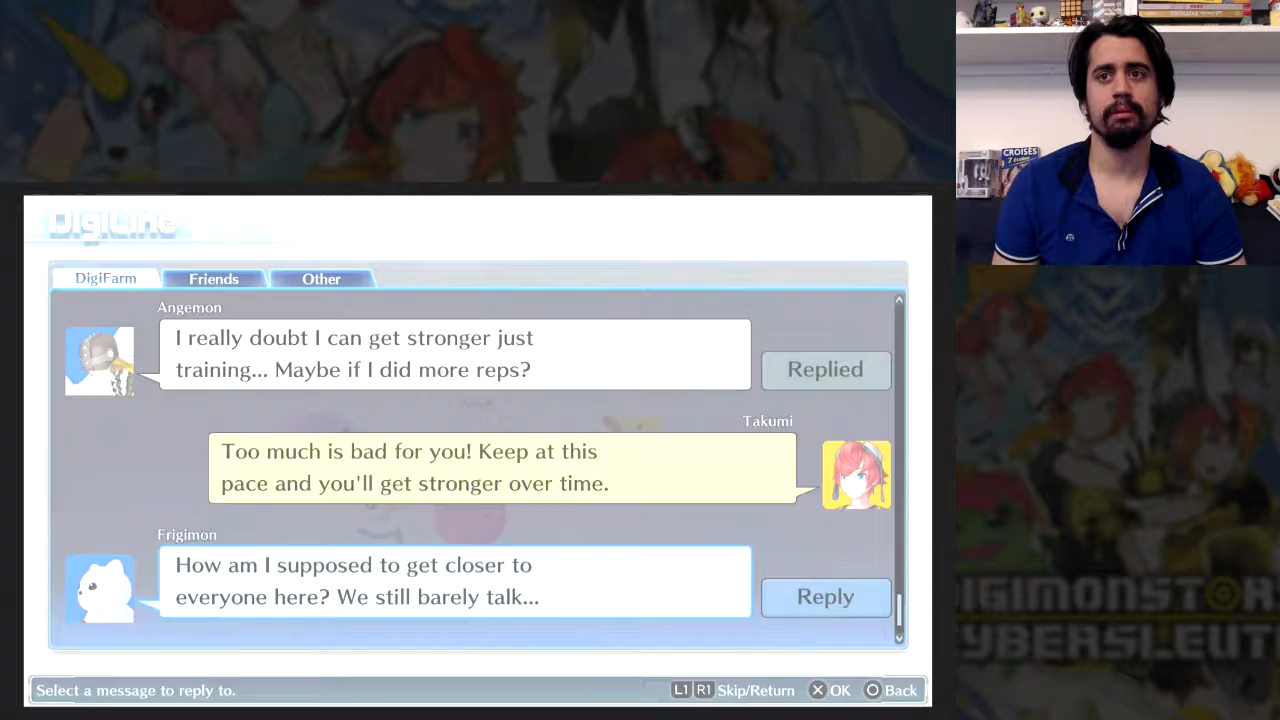 DigiLine
DigiFarm
Friends
Other
Angemon
I really doubt I can get stronger just
training... Maybe if I did more reps?
Replied
Takumi
Too much is bad for you! Keep at this
pace and you'll get stronger over time.
Frigimon
How am I supposed to get closer to
everyone here? We still barely talk...
Reply
Select a message to reply to.
L1 R1 Skip/Return X OK O Back
CROISÉS
IGIMONSTOR
YBERSLEUT